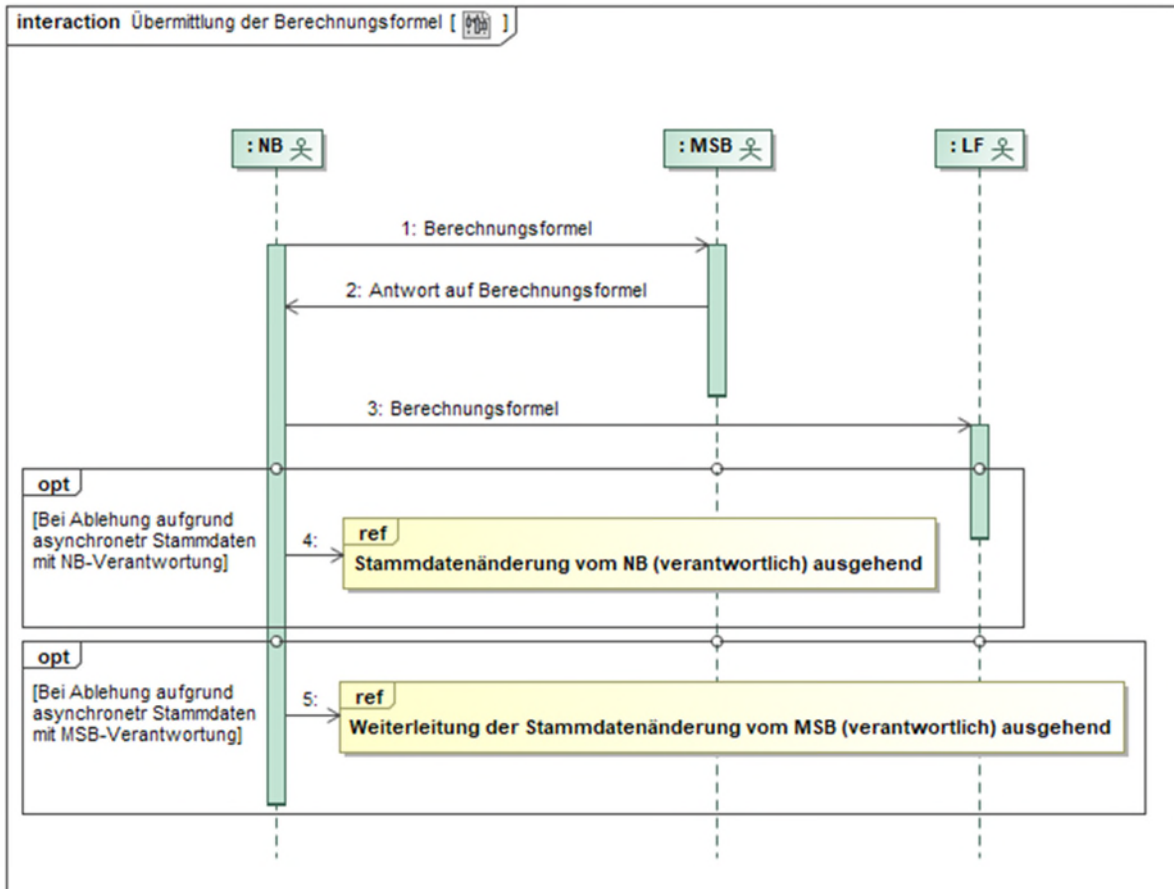 interaction Übermittlung der Berechnungsformel [ ]
: NB
: MSB
: LF
1: Berechnungsformel
2: Antwort auf Berechnungsformel
3: Berechnungsformel
opt
[Bei Ablehung aufgrund
asynchronetr Stammdaten
mit NB-Verantwortung]
4:
ref
Stammdatenänderung vom NB (verantwortlich) ausgehend
opt
[Bei Ablehung aufgrund
asynchronetr Stammdaten
mit MSB-Verantwortung]
5:
ref
Weiterleitung der Stammdatenänderung vom MSB (verantwortlich) ausgehend